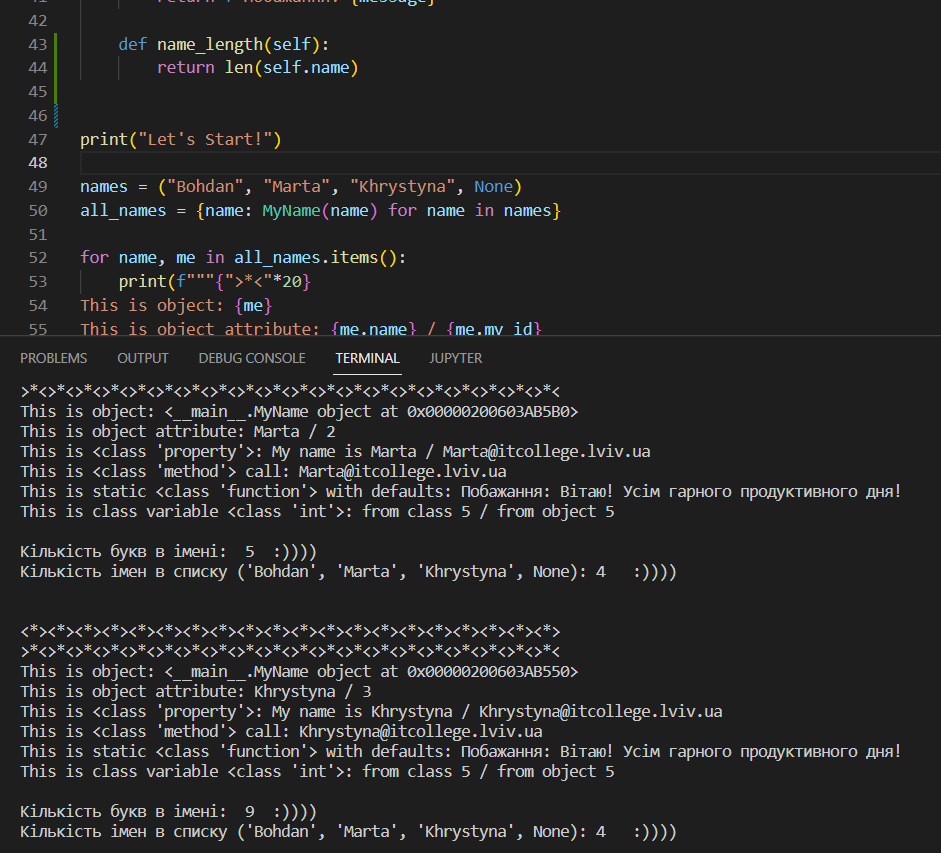 41 return f"Побажання: {message}"
42
43 def name_length(self):
44 return len(self.name)
45
46
47 print("Let's Start!")
48
49 names = ("Bohdan", "Marta", "Khrystyna", None)
50 all_names = {name: MyName(name) for name in names}
51
52 for name, me in all_names.items():
53 print(f"""{">*<"*20}
54 This is object: {me}
55 This is object attribute: {me.name} / {me.my_id}
PROBLEMS OUTPUT DEBUG CONSOLE TERMINAL JUPYTER
>*<>*<>*<>*<>*<>*<>*<>*<>*<>*<>*<>*<>*<>*<>*<>*<>*<>*<>*<>*<
This is object: <__main__.MyName object at 0x00000200603AB5B0>
This is object attribute: Marta / 2
This is <class 'property'>: My name is Marta / Marta@itcollege.lviv.ua
This is <class 'method'> call: Marta@itcollege.lviv.ua
This is static <class 'function'> with defaults: Побажання: Вітаю! Усім гарного продуктивного дня!
This is class variable <class 'int'>: from class 5 / from object 5
Кількість букв в імені:  5  :))))
Кількість імен в списку ('Bohdan', 'Marta', 'Khrystyna', None): 4   :))))
<*><*><*><*><*><*><*><*><*><*><*><*><*><*><*><*><*><*><*><*>
>*<>*<>*<>*<>*<>*<>*<>*<>*<>*<>*<>*<>*<>*<>*<>*<>*<>*<>*<>*<
This is object: <__main__.MyName object at 0x00000200603AB550>
This is object attribute: Khrystyna / 3
This is <class 'property'>: My name is Khrystyna / Khrystyna@itcollege.lviv.ua
This is <class 'method'> call: Khrystyna@itcollege.lviv.ua
This is static <class 'function'> with defaults: Побажання: Вітаю! Усім гарного продуктивного дня!
This is class variable <class 'int'>: from class 5 / from object 5
Кількість букв в імені:  9  :))))
Кількість імен в списку ('Bohdan', 'Marta', 'Khrystyna', None): 4   :))))